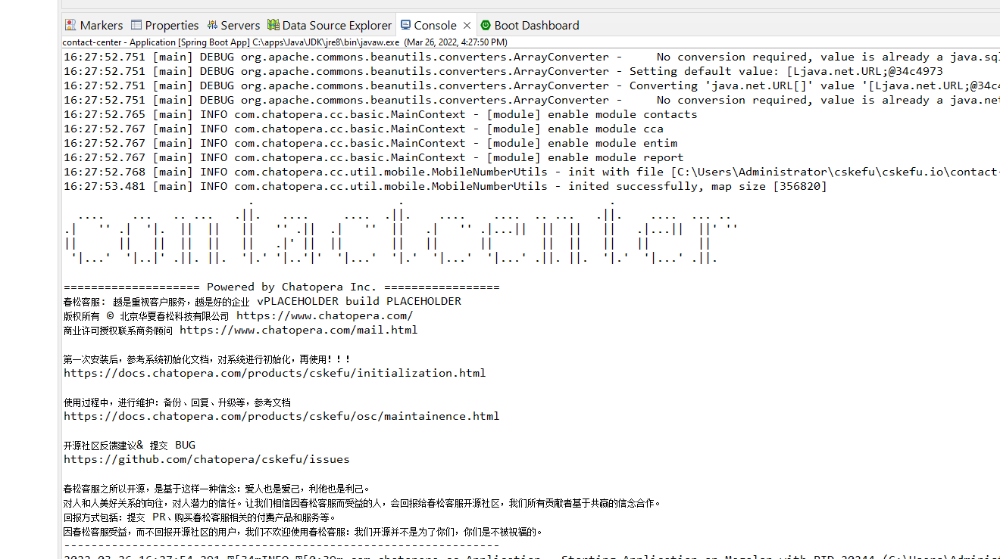 Markers Properties Servers Data Source Explorer Console Boot Dashboard
contact-center - Application [Spring Boot App] C:\apps\Java\JDK\jre8\bin\javaw.exe (Mar 26, 2022, 4:27:50 PM)
16:27:52.751 [main] DEBUG org.apache.commons.beanutils.converters.ArrayConverter -     No conversion required, value is already a java.sql
16:27:52.751 [main] DEBUG org.apache.commons.beanutils.converters.ArrayConverter - Setting default value: [Ljava.net.URL;@34c4973
16:27:52.751 [main] DEBUG org.apache.commons.beanutils.converters.ArrayConverter - Converting 'java.net.URL[]' value '[Ljava.net.URL;@34c4
16:27:52.751 [main] DEBUG org.apache.commons.beanutils.converters.ArrayConverter -     No conversion required, value is already a java.net
16:27:52.765 [main] INFO com.chatopera.cc.basic.MainContext - [module] enable module contacts
16:27:52.767 [main] INFO com.chatopera.cc.basic.MainContext - [module] enable module cca
16:27:52.767 [main] INFO com.chatopera.cc.basic.MainContext - [module] enable module entim
16:27:52.767 [main] INFO com.chatopera.cc.basic.MainContext - [module] enable module report
16:27:52.768 [main] INFO com.chatopera.cc.util.mobile.MobileNumberUtils - init with file [C:\Users\Administrator\cskefu\cskefu.io\contact-
16:27:53.481 [main] INFO com.chatopera.cc.util.mobile.MobileNumberUtils - inited successfully, map size [356820]
contact center
==================== Powered by Chatopera Inc. =================
春松客服: 越是重视客户服务，越是好的企业 vPLACEHOLDER build PLACEHOLDER
版权所有 © 北京华夏春松科技有限公司 https://www.chatopera.com/
商业许可授权联系商务顾问 https://www.chatopera.com/mail.html
第一次安装后，参考系统初始化文档，对系统进行初始化，再使用！！！
https://docs.chatopera.com/products/cskefu/initialization.html
使用过程中，进行维护：备份、回复、升级等，参考文档
https://docs.chatopera.com/products/cskefu/osc/maintainence.html
开源社区反馈建议& 提交 BUG
https://github.com/chatopera/cskefu/issues
春松客服之所以开源，是基于这样一种信念：爱人也是爱己，利他也是利己。
对人和人美好关系的向往，对人潜力的信任。让我们相信因春松客服而受益的人，会回报给春松客服开源社区，我们所有贡献者基于共赢的信念合作。
回报方式包括：提交 PR、购买春松客服相关的付费产品和服务等。
因春松客服受益，而不回报开源社区的用户，我们不欢迎使用春松客服：我们开源并不是为了你们，你们是不被祝福的。
----------------------------------------------------------------